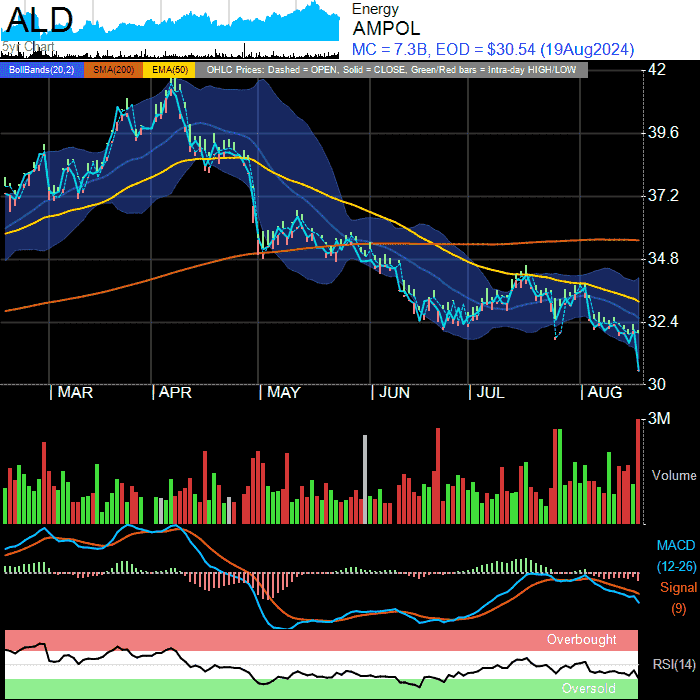 ALD
5yr Chart
Energy
AMPOL
MC = 7.3B, EOD = $30.54 (19Aug2024)
BollBands(20,2) SMA(200) EMA(50) OHLC Prices: Dashed = OPEN, Solid = CLOSE, Green/Red bars = Intra-day HIGH/LOW
42
39.6
37.2
34.8
32.4
30
MAR APR MAY JUN JUL AUG
3M
Volume
MACD
(12-26)
Signal
(9)
Overbought
RSI(14)
Oversold